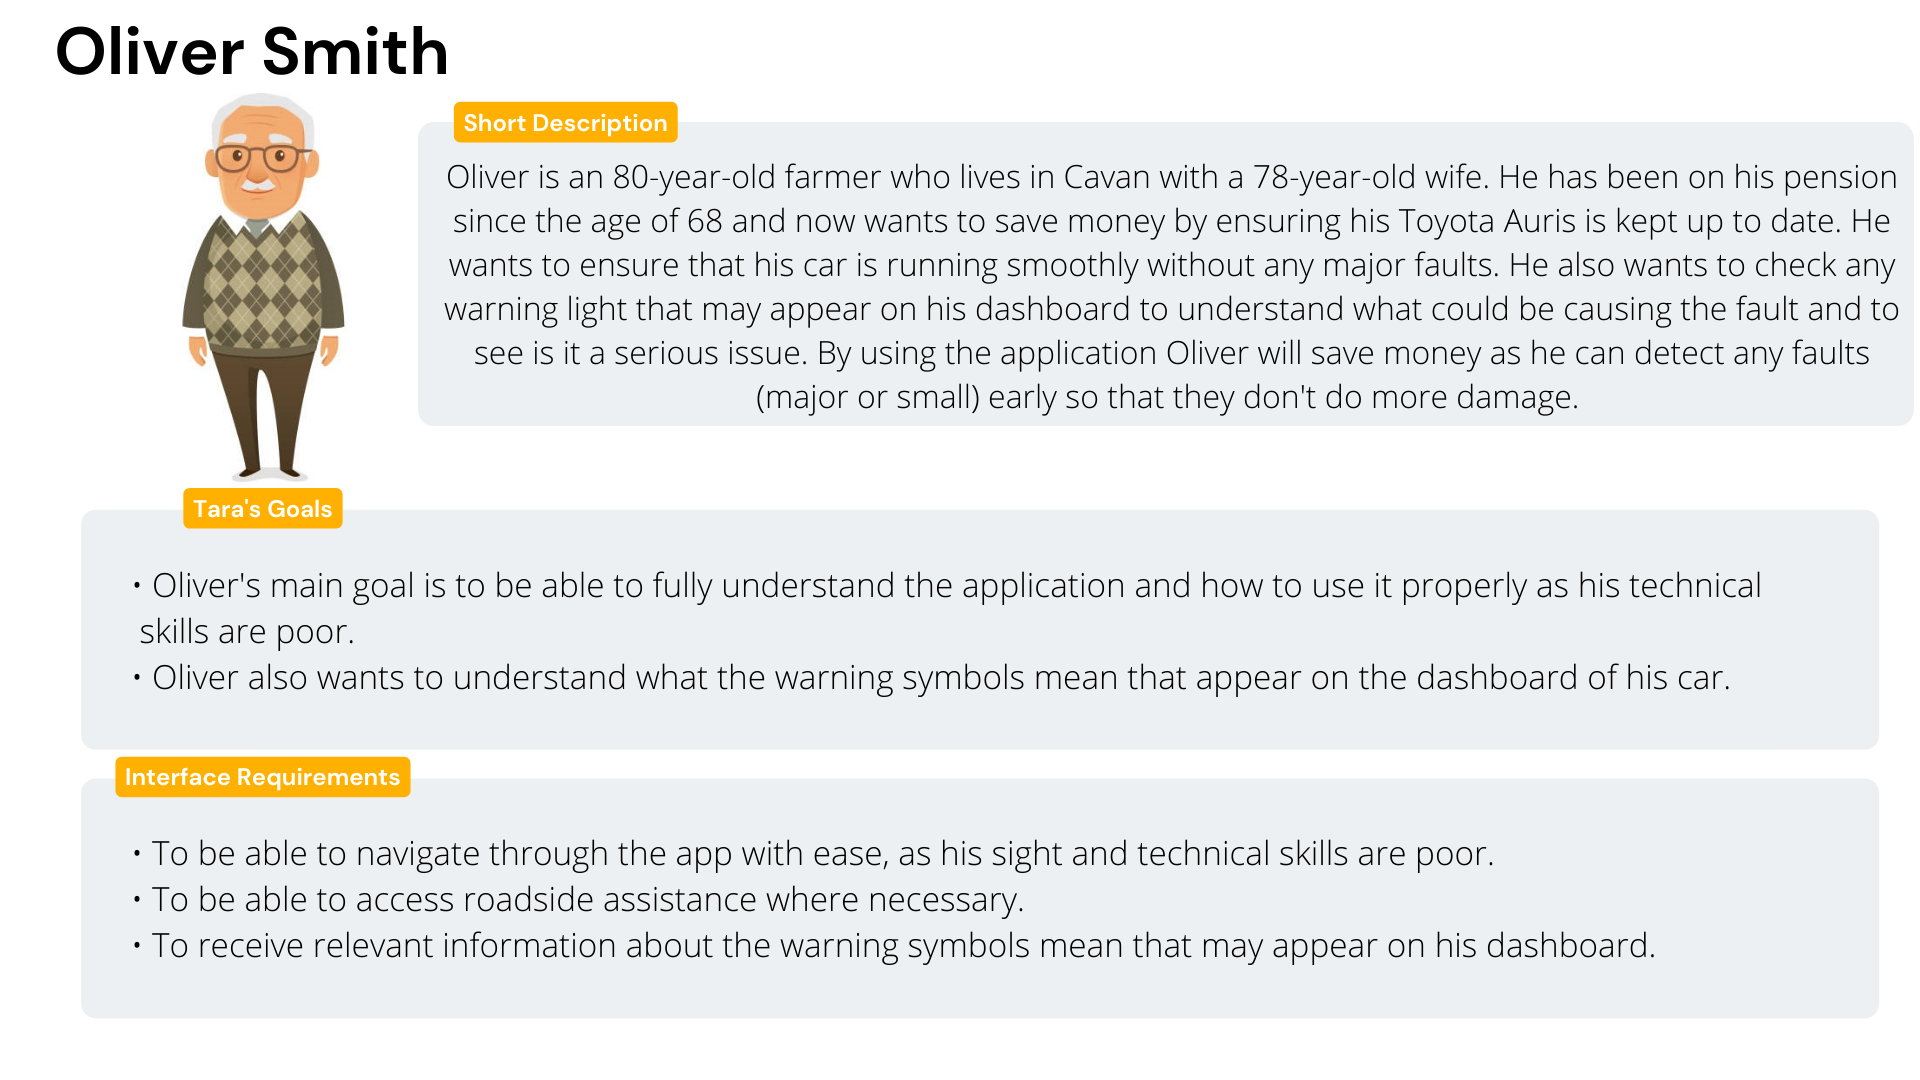 Oliver Smith
Short Description
Oliver is an 80-year-old farmer who lives in Cavan with a 78-year-old wife. He has been on his pension
since the age of 68 and now wants to save money by ensuring his Toyota Auris is kept up to date. He
wants to ensure that his car is running smoothly without any major faults. He also wants to check any
warning light that may appear on his dashboard to understand what could be causing the fault and to
see is it a serious issue. By using the application Oliver will save money as he can detect any faults
(major or small) early so that they don't do more damage.
Tara's Goals
• Oliver's main goal is to be able to fully understand the application and how to use it properly as his technical
skills are poor.
• Oliver also wants to understand what the warning symbols mean that appear on the dashboard of his car.
Interface Requirements
• To be able to navigate through the app with ease, as his sight and technical skills are poor.
• To be able to access roadside assistance where necessary.
• To receive relevant information about the warning symbols mean that may appear on his dashboard.